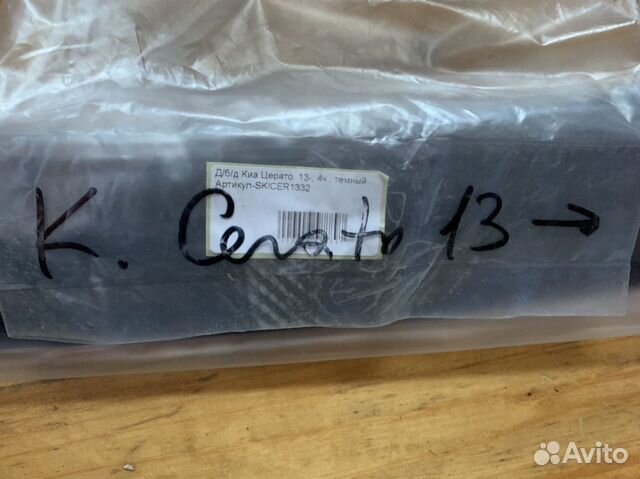 Д/б/д Киа Церато, 13-, 4ч., темный
Артикул-SKICER1332
K. Cerato 13 →
Avito